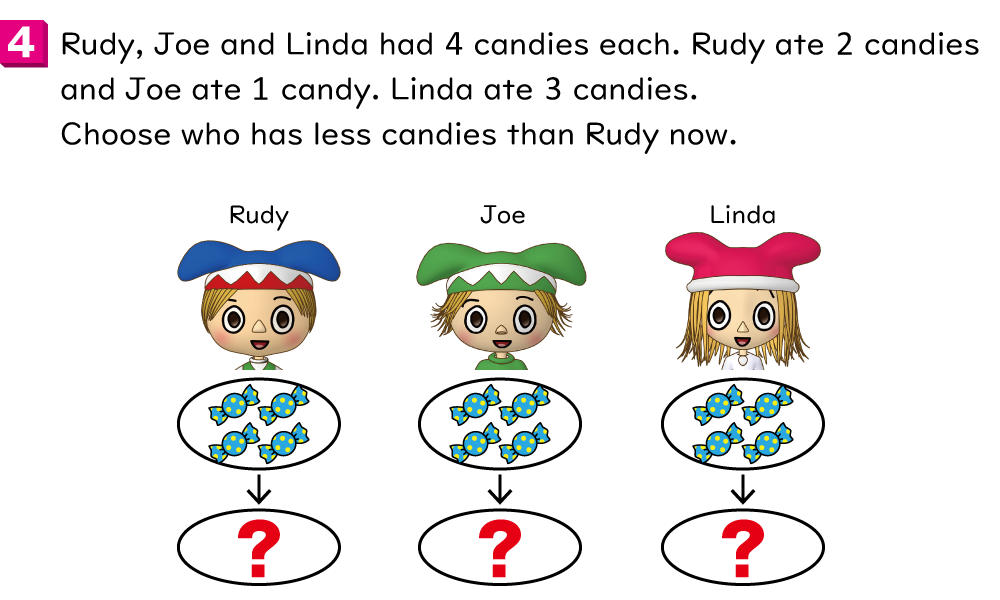 4 Rudy, Joe and Linda had 4 candies each. Rudy ate 2 candies
and Joe ate 1 candy. Linda ate 3 candies.
Choose who has less candies than Rudy now.
Rudy Joe Linda
? ? ?